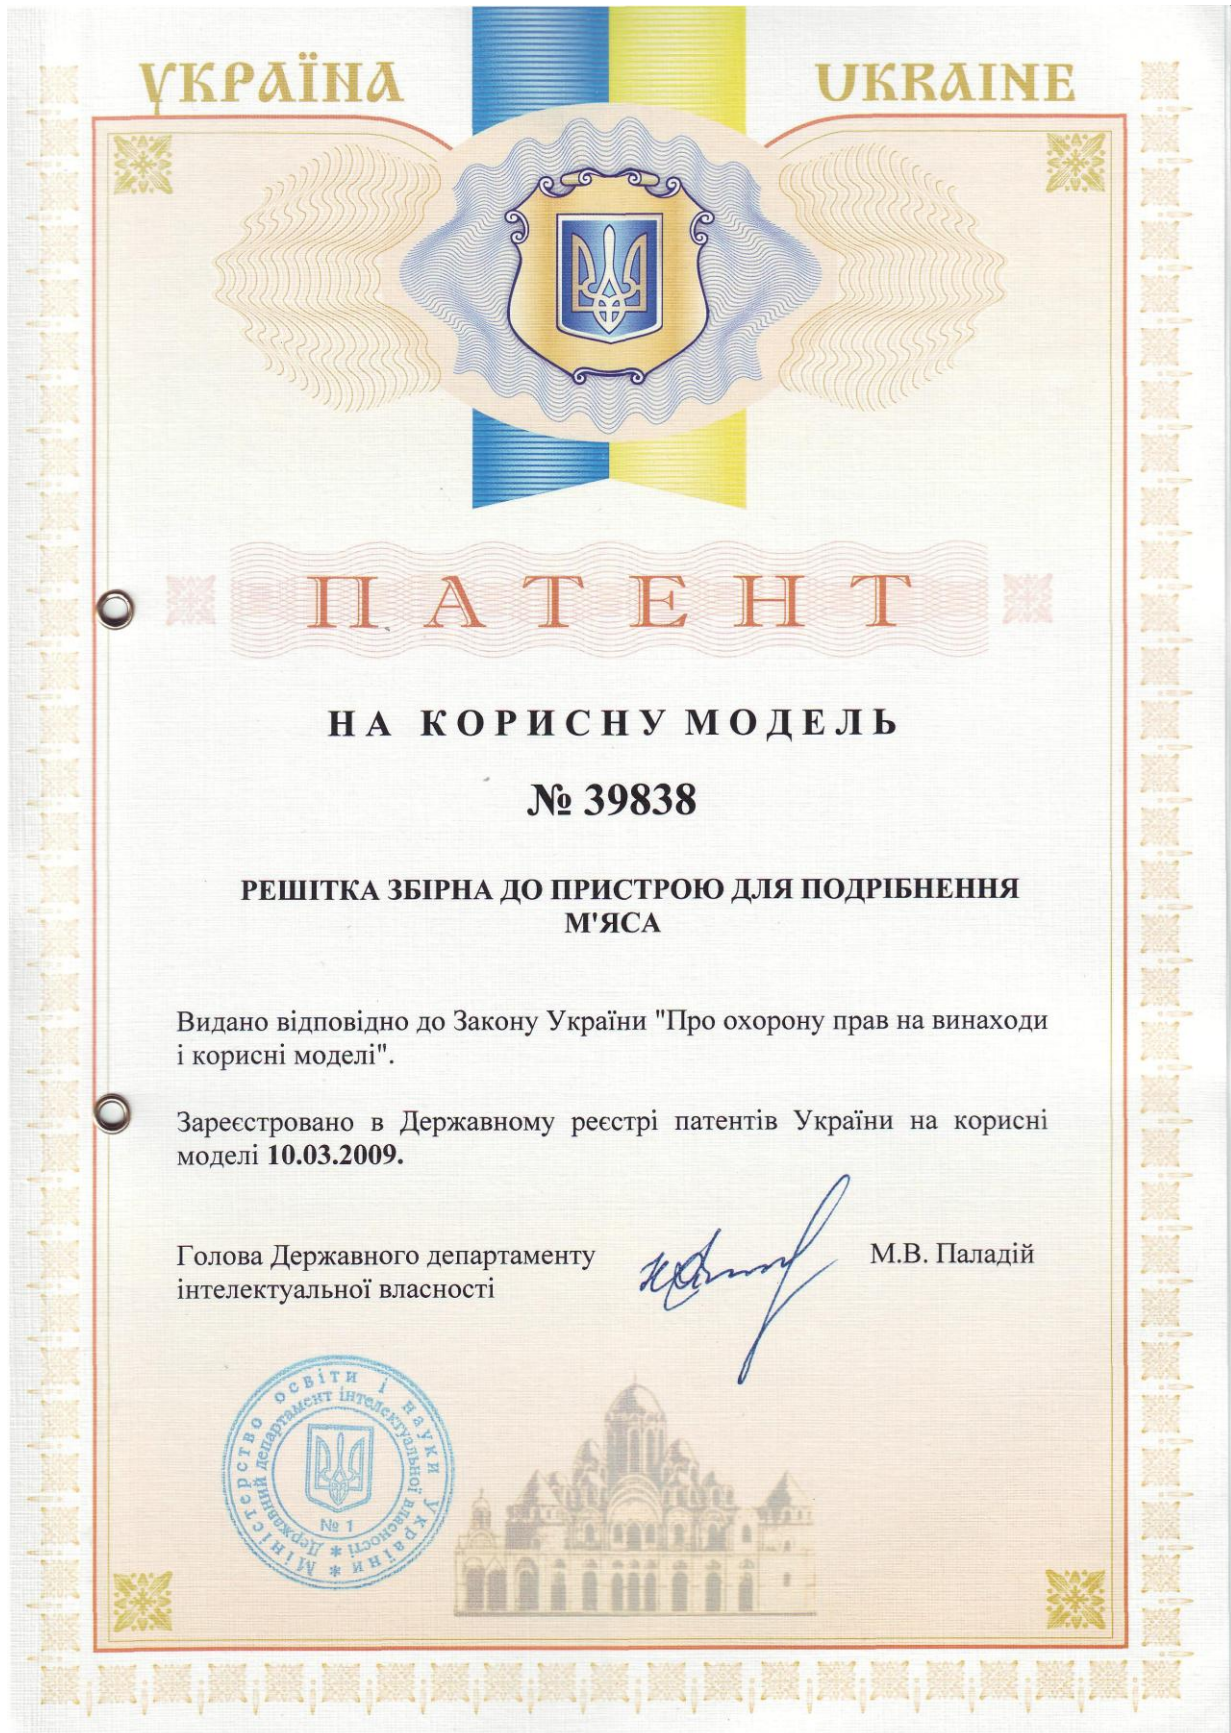 УКРАЇНА
UKRAINE
ПАТЕНТ
НА КОРИСНУ МОДЕЛЬ
№ 39838
РЕШІТКА ЗБІРНА ДО ПРИСТРОЮ ДЛЯ ПОДРІБНЕННЯ
М'ЯСА
Видано відповідно до Закону України "Про охорону прав на винаходи
і корисні моделі".
Зареєстровано в Державному реєстрі патентів України на корисні
моделі 10.03.2009.
Голова Державного департаменту
інтелектуальної власності
М.В. Паладій
Міністерство освіти і науки України *
Державний департамент інтелектуальної власності *
№ 1